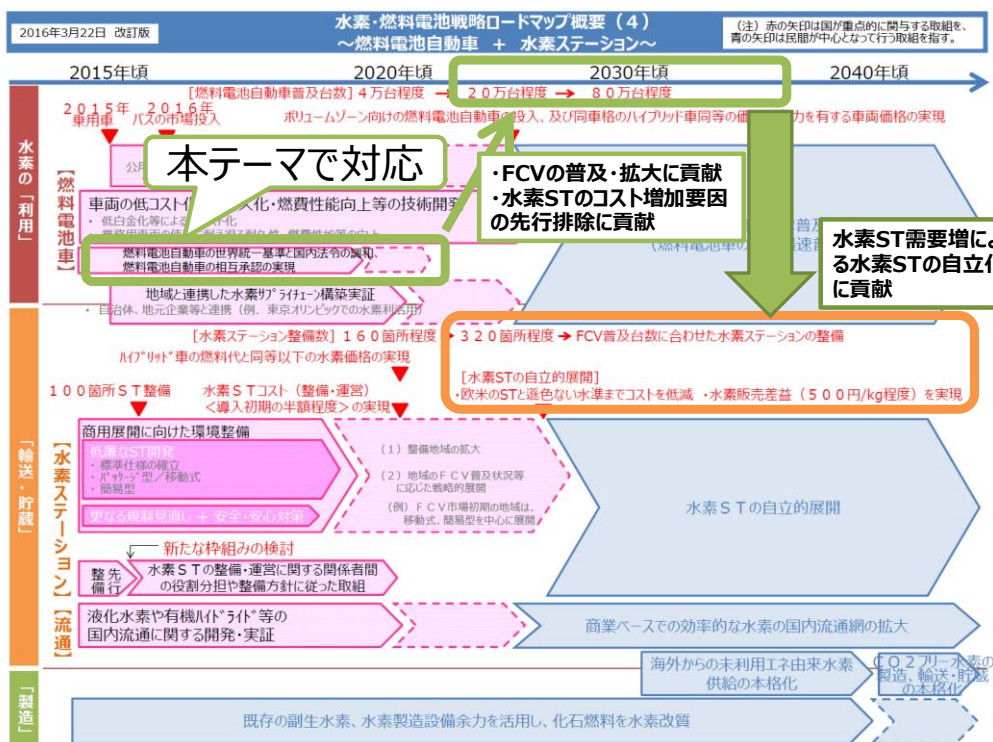 2016年3月22日 改訂版
水素・燃料電池戦略ロードマップ概要（4）
～燃料電池自動車 ＋ 水素ステーション～
（注）赤の矢印は国が重点的に関与する取組を、
青の矢印は民間が中心となって行う取組を指す。
2015年頃
2020年頃
2030年頃
2040年頃
[燃料電池自動車普及台数] 4万台程度 → 20万台程度 → 80万台程度
2015年
乗用車
2016年
バスの市場投入
ボリュームゾーン向けの燃料電池自動車の投入、及び同車格のハイブリッド車同等の価
力を有する車両価格の実現
水素の「利用」
【燃料電池車】
公用
本テーマで対応
・FCVの普及・拡大に貢献
・水素STのコスト増加要因
の先行排除に貢献
車両の低コスト化
化・燃費性能向上等の技術開発
・ 低白金化等による
燃料電池自動車の世界統一基準と国内法令の調和、
燃料電池自動車の相互承認の実現
水素ST需要増によ
る水素STの自立化
に貢献
地域と連携した水素ｻﾌﾟﾗｲﾁｪｰﾝ構築実証
・ 自治体、地元企業等と連携（例．東京オリンピックでの水素利活用）
[水素ステーション整備数] 160箇所程度
320箇所程度 → FCV普及台数に合わせた水素ステーションの整備
ﾊｲﾌﾞﾘｯﾄﾞ車の燃料代と同等以下の水素価格の実現
[水素STの自立的展開]
・欧米のSTと遜色ない水準までコストを低減 ・水素販売差益（500円/kg程度）を実現
100箇所ST整備
水素STコスト（整備・運営）
＜導入初期の半額程度＞の実現
「輸送・貯蔵」
【水素ステーション】
商用展開に向けた環境整備
低廉なST開発
・ 標準仕様の確立
・ ﾊﾟｯｹｰｼﾞ型／移動式
・ 簡易型
更なる規制見直し ＋ 安全・安心対策
（1）整備地域の拡大
（2）地域のFCV普及状況等
に応じた戦略的展開
（例）FCV市場初期の地域は、
移動式、簡易型を中心に展開
水素STの自立的展開
新たな枠組みの検討
先行
整備
水素STの整備・運営に関する関係者間
の役割分担や整備方針に従った取組
【流通】
液化水素や有機ﾊｲﾄﾞﾗｲﾄﾞ等の
国内流通に関する開発・実証
商業ベースでの効率的な水素の国内流通網の拡大
海外からの未利用エネ由来水素
供給の本格化
CO2フリー水素の
製造、輸送・貯蔵
の本格化
「製造」
既存の副生水素、水素製造設備余力を活用し、化石燃料を水素改質